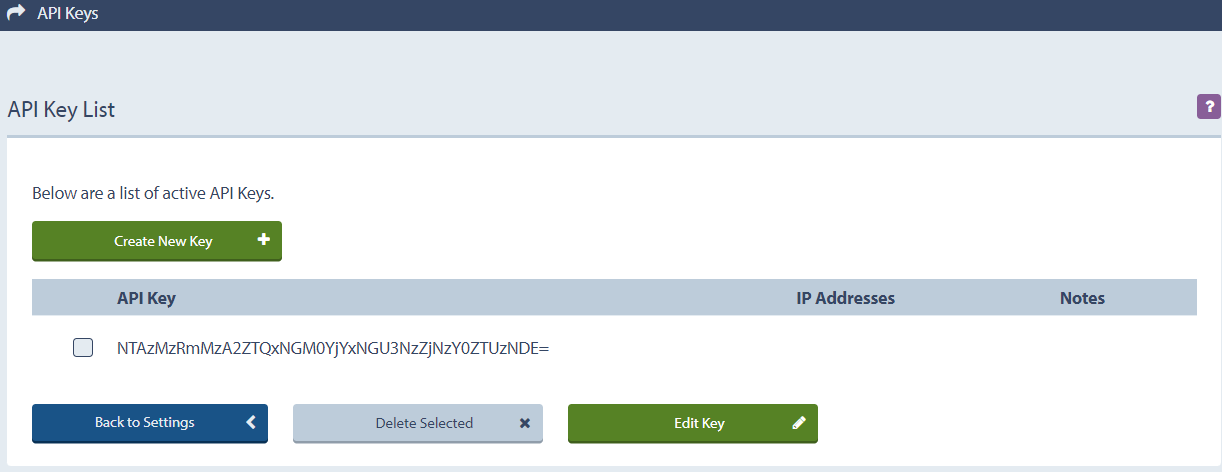 API Keys
API Key List
?
Below are a list of active API Keys.
Create New Key
API Key IP Addresses Notes
NTAzMzRmMzA2ZTQxNGM0YjYxNGU3NzZjNzY0ZTUzNDE=
Back to Settings Delete Selected Edit Key